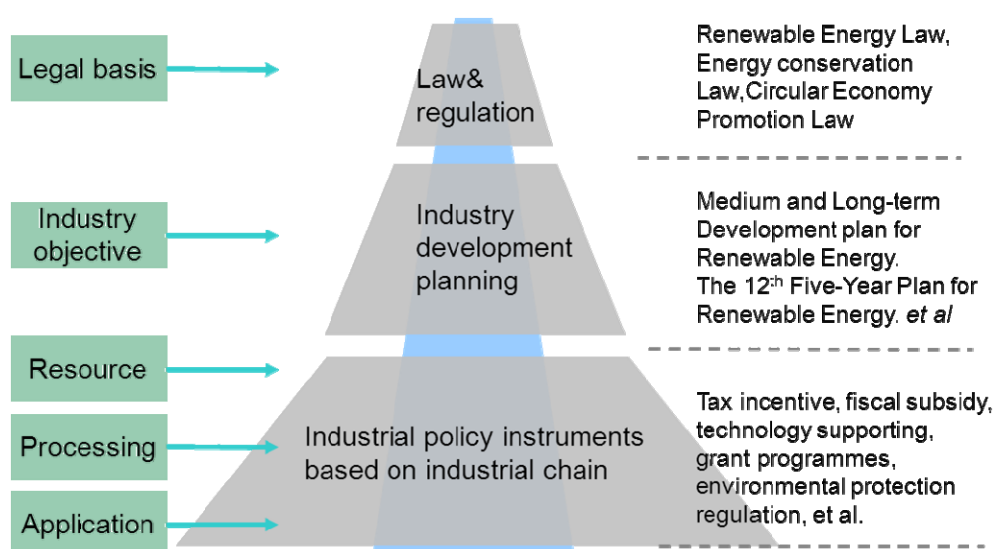 Legal basis
Law&
regulation
Renewable Energy Law,
Energy conservation
Law,Circular Economy
Promotion Law
Industry
objective
Industry
development
planning
Medium and Long-term
Development plan for
Renewable Energy.
The 12th Five-Year Plan for
Renewable Energy. et al
Resource
Processing
Application
Industrial policy instruments
based on industrial chain
Tax incentive, fiscal subsidy,
technology supporting,
grant programmes,
environmental protection
regulation, et al.